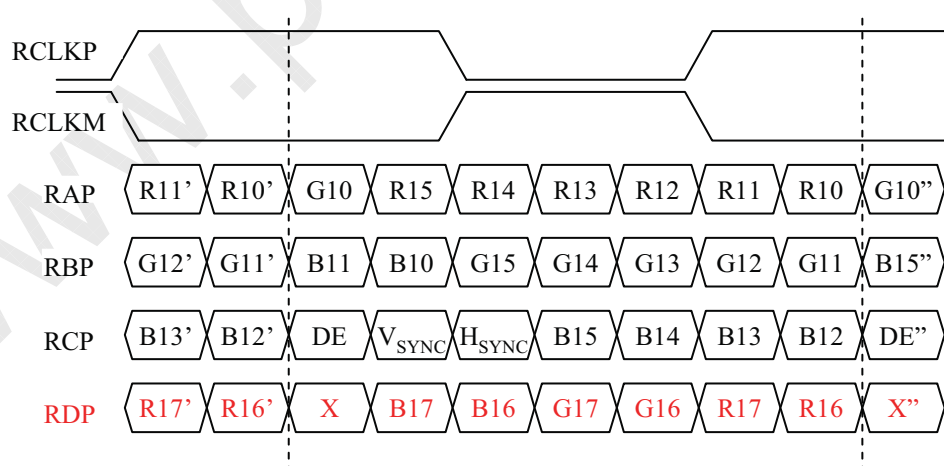 RCLKP
RCLKM
RAP R11’ R10’ G10 R15 R14 R13 R12 R11 R10 G10”
RBP G12’ G11’ B11 B10 G15 G14 G13 G12 G11 B15”
RCP B13’ B12’ DE VSYNC HSYNC B15 B14 B13 B12 DE”
RDP R17’ R16’ X B17 B16 G17 G16 R17 R16 X”